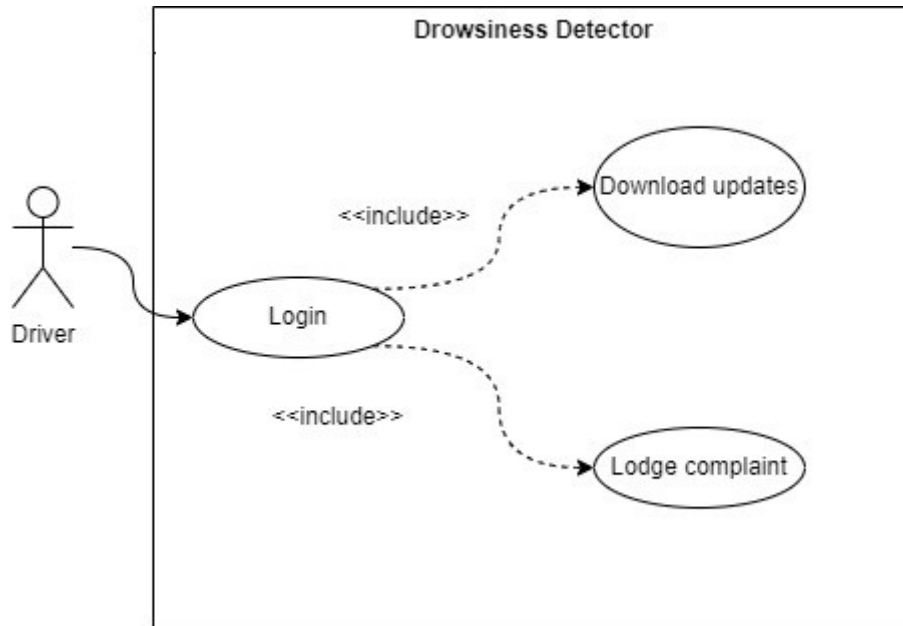 Drowsiness Detector
Download updates
<<include>>
Driver
Login
<<include>>
Lodge complaint